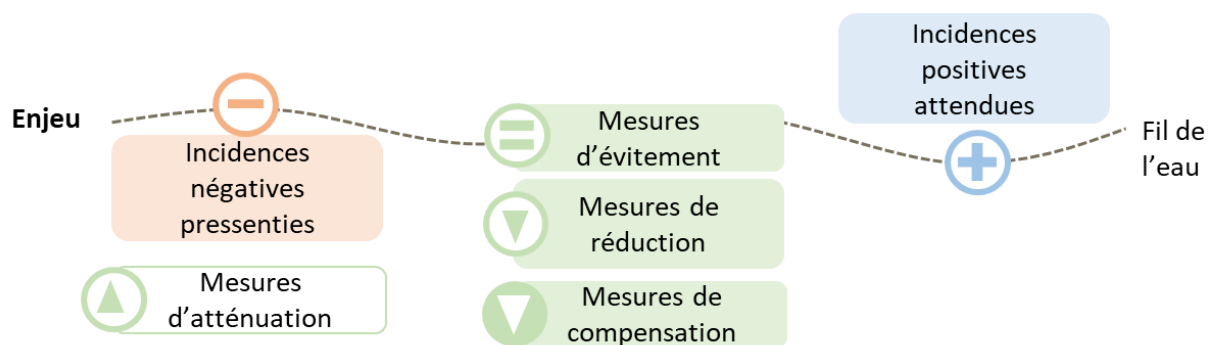 Enjeu
Incidences
négatives
pressenties
Mesures
d’atténuation
Mesures
d’évitement
Mesures de
réduction
Mesures de
compensation
Incidences
positives
attendues
Fil de
l’eau